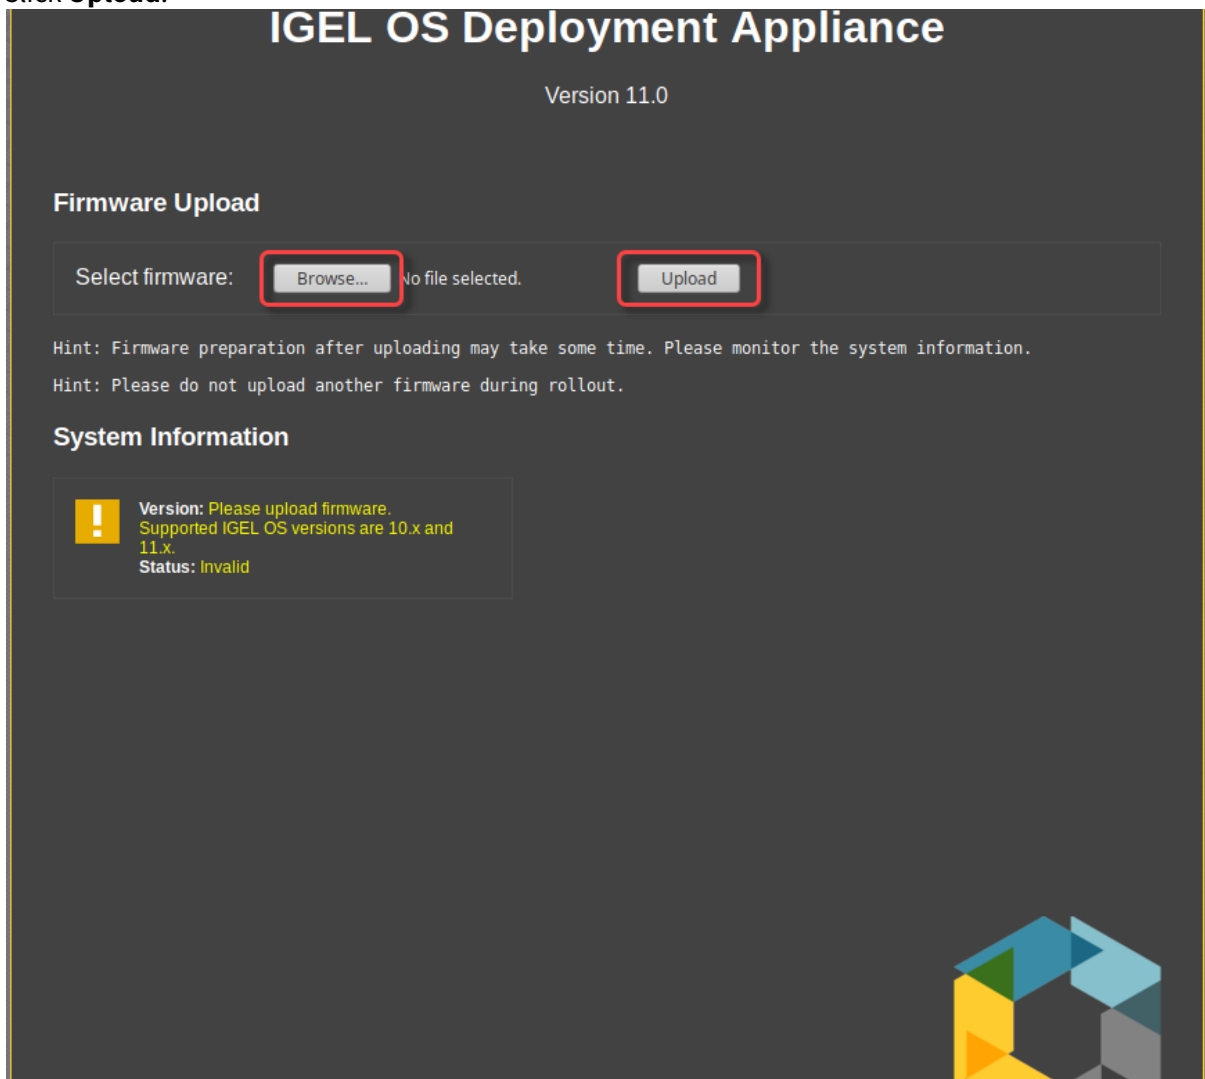 Click Upload.
IGEL OS Deployment Appliance
Version 11.0
Firmware Upload
Select firmware: Browse... No file selected. Upload
Hint: Firmware preparation after uploading may take some time. Please monitor the system information.
Hint: Please do not upload another firmware during rollout.
System Information
Version: Please upload firmware.
Supported IGEL OS versions are 10.x and
11.x.
Status: Invalid